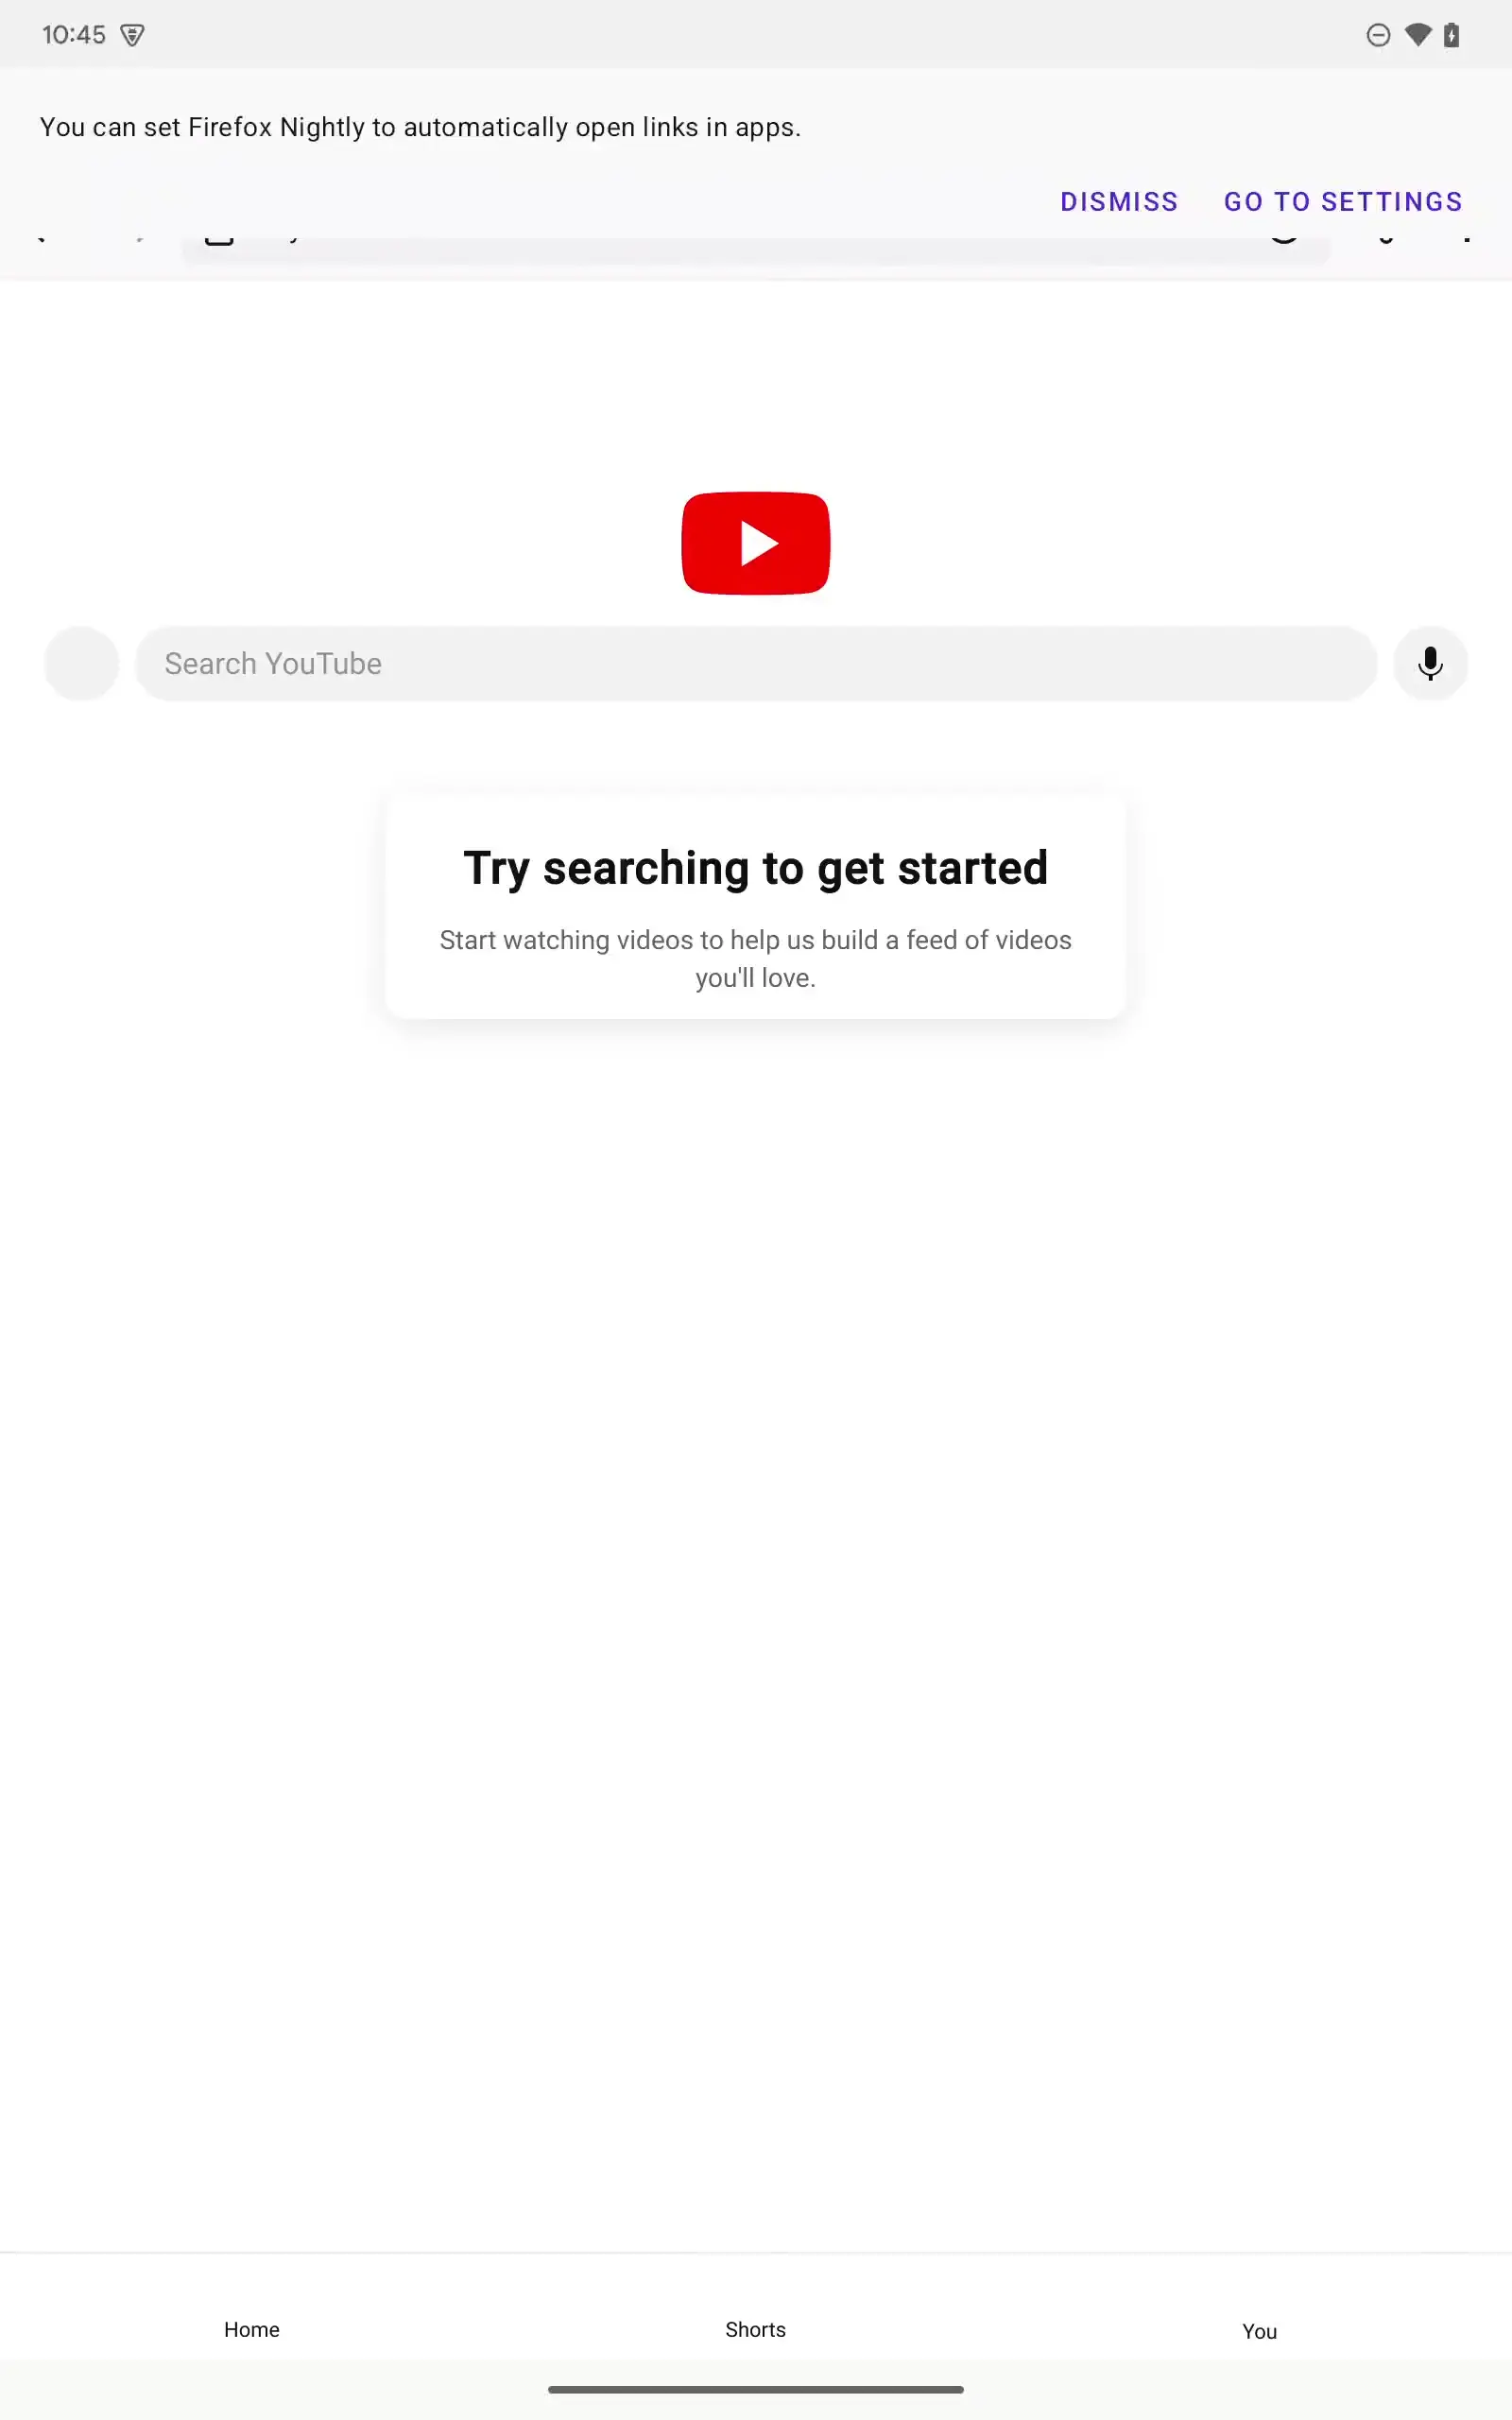 10:45
You can set Firefox Nightly to automatically open links in apps.
DISMISS GO TO SETTINGS
Search YouTube
Try searching to get started
Start watching videos to help us build a feed of videos
you'll love.
Home Shorts You